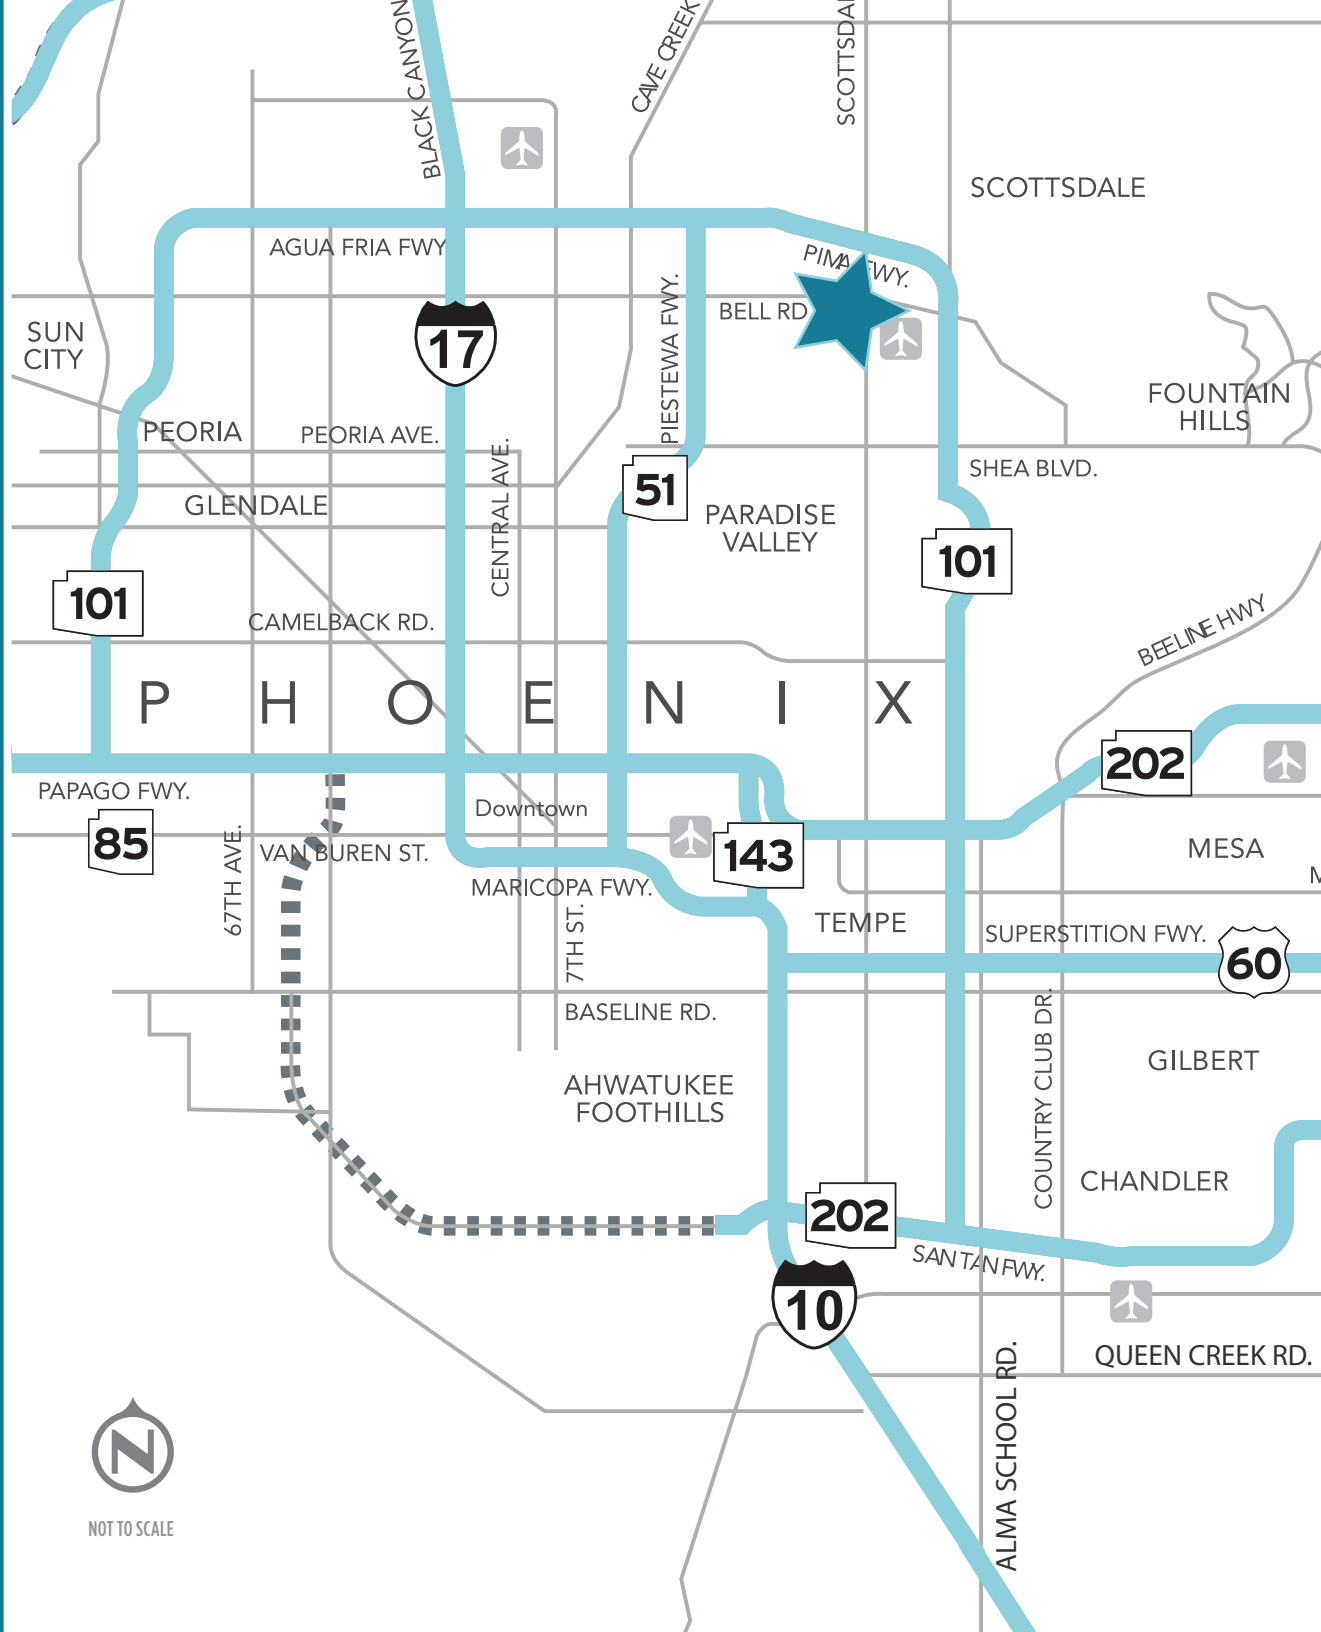 BLACK CANYON
CAVE CREEK
SCOTTSDALE
AGUA FRIA FWY
PIMA FWY.
BELL RD
SUN
CITY
17
PIESTEWA FWY.
FOUNTAIN
HILLS
PEORIA
PEORIA AVE.
CENTRAL AVE.
SHEA BLVD.
51
GLENDALE
PARADISE
VALLEY
101
101
CAMELBACK RD.
BEELINE HWY
PHOENIX
202
PAPAGO FWY.
Downtown
85
67TH AVE.
VAN BUREN ST.
143
MESA
MARICOPA FWY.
7TH ST.
TEMPE
SUPERSTITION FWY.
60
BASELINE RD.
COUNTRY CLUB DR.
GILBERT
AHWATUKEE
FOOTHILLS
CHANDLER
202
SAN TAN FWY.
10
QUEEN CREEK RD.
ALMA SCHOOL RD.
N
NOT TO SCALE